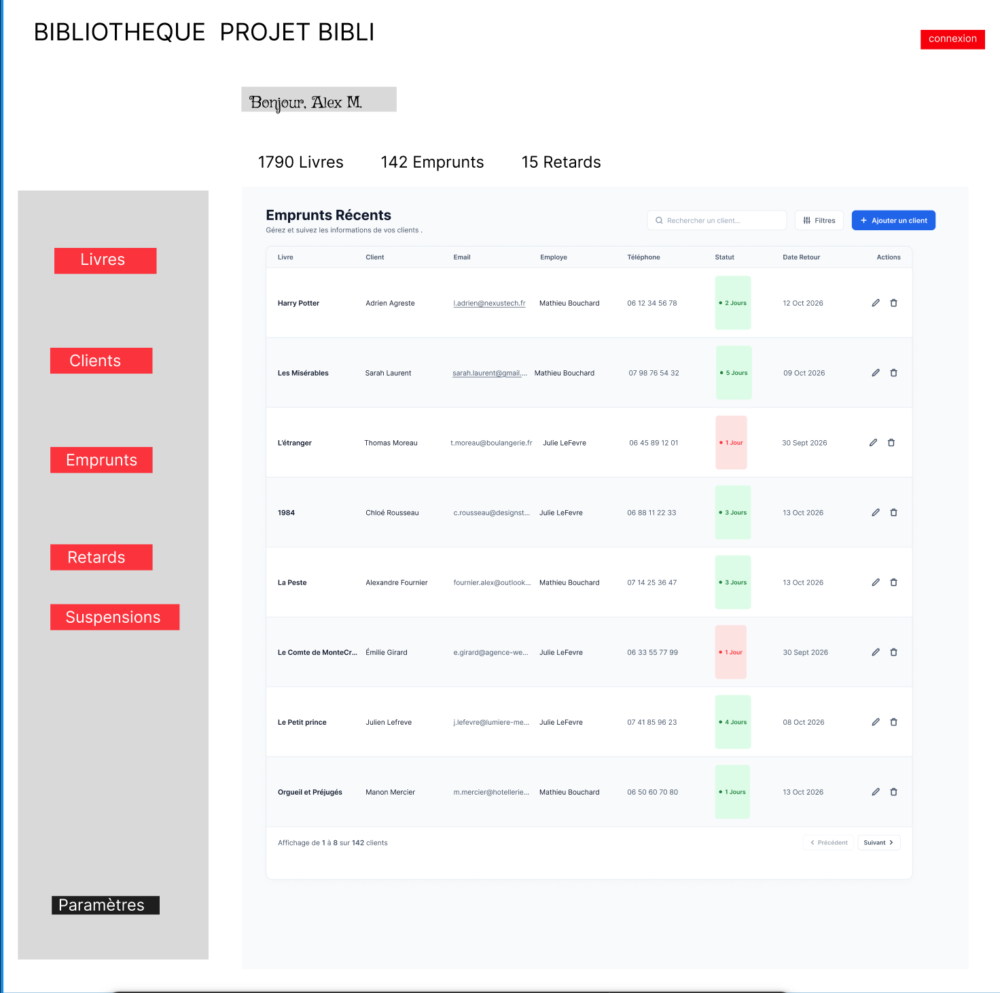 BIBLIOTHEQUE  PROJET BIBLI
connexion
Bonjour, Alex M.
1790 Livres 142 Emprunts 15 Retards
Livres
Clients
Emprunts
Retards
Suspensions
Paramètres
Emprunts Récents
Gérez et suivez les informations de vos clients .
Rechercher un client... Filtres + Ajouter un client
Livre Client Email Employe Téléphone Statut Date Retour Actions
Harry Potter Adrien Agreste l.adrien@nexustech.fr Mathieu Bouchard 06 12 34 56 78 2 Jours 12 Oct 2026
Les Misérables Sarah Laurent sarah.laurent@gmail.... Mathieu Bouchard 07 98 76 54 32 5 Jours 09 Oct 2026
L'étranger Thomas Moreau t.moreau@boulangerie.fr Julie LeFevre 06 45 89 12 01 1 Jour 30 Sept 2026
1984 Chloé Rousseau c.rousseau@designst... Julie LeFevre 06 88 11 22 33 3 Jours 13 Oct 2026
La Peste Alexandre Fournier fournier.alex@outlook... Mathieu Bouchard 07 14 25 36 47 3 Jours 13 Oct 2026
Le Comte de MonteCr... Émilie Girard e.girard@agence-we... Julie LeFevre 06 33 55 77 99 1 Jour 30 Sept 2026
Le Petit prince Julien Lefreve j.lefevre@lumiere-me... Julie LeFevre 07 41 85 96 23 4 Jours 08 Oct 2026
Orgueil et Préjugés Manon Mercier m.mercier@hotellerie... Mathieu Bouchard 06 50 60 70 80 1 Jours 13 Oct 2026
Affichage de 1 à 8 sur 142 clients Précédent Suivant